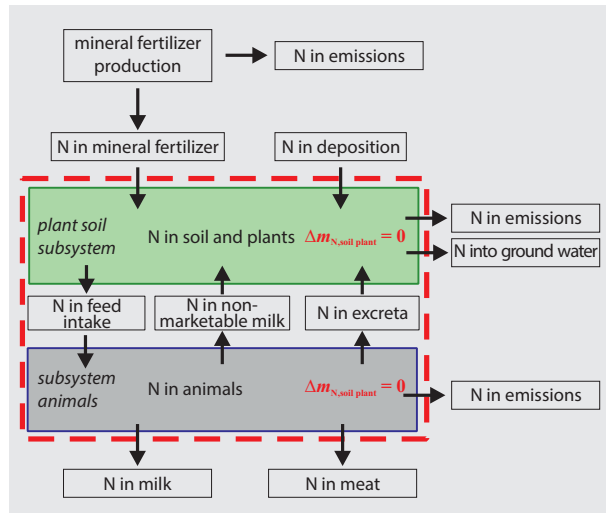 mineral fertilizer
production
N in emissions
N in mineral fertilizer
N in deposition
plant soil
subsystem
N in soil and plants
Δm_N,soil plant = 0
N in emissions
N into ground water
N in feed
intake
N in non-
marketable milk
N in excreta
subsystem
animals
N in animals
Δm_N,soil plant = 0
N in emissions
N in milk
N in meat